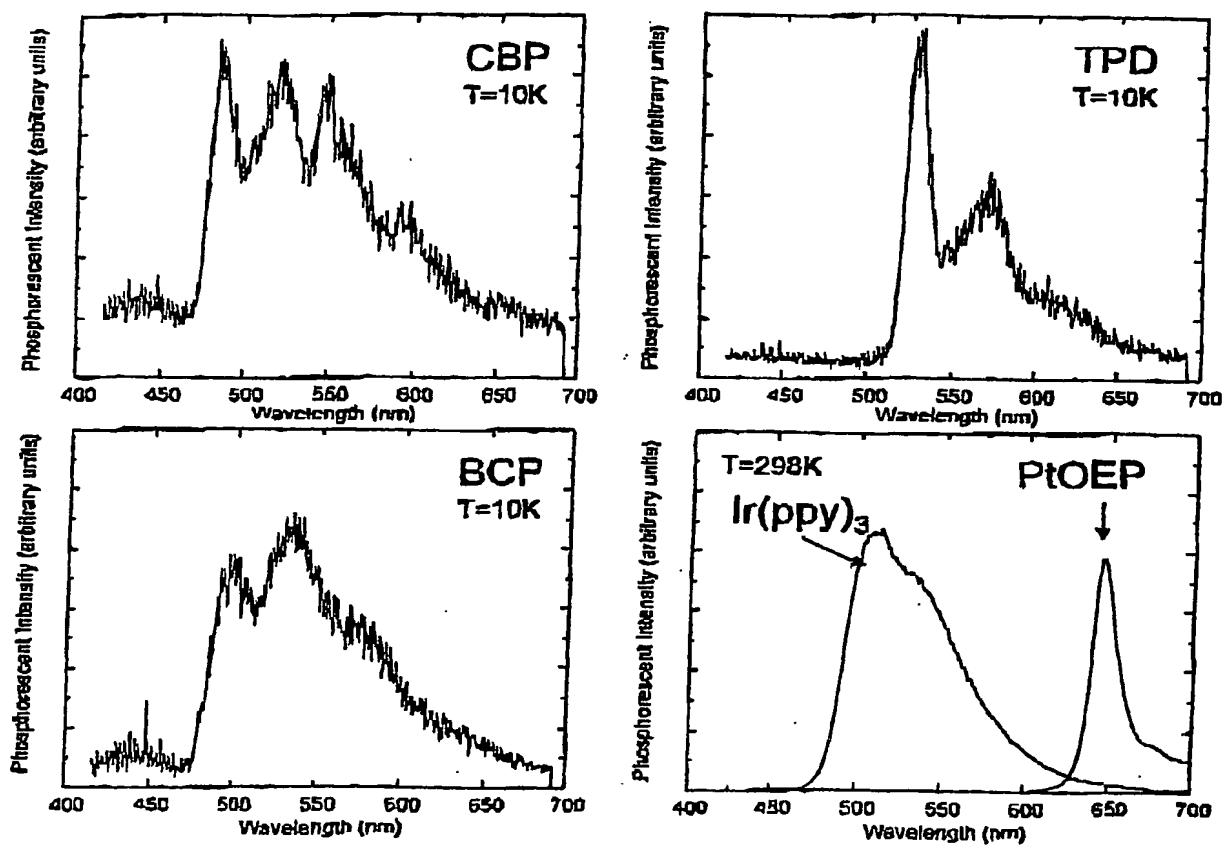 Phosphorescent Intensity (arbitrary units)
CBP
T=10K
400 450 500 550 600 650 700
Wavelength (nm)
Phosphorescent Intensity (arbitrary units)
TPD
T=10K
400 450 500 550 600 650 700
Wavelength (nm)
Phosphorescent Intensity (arbitrary units)
BCP
T=10K
400 450 500 550 600 650 700
Wavelength (nm)
Phosphorescent Intensity (arbitrary units)
T=298K
PtOEP
Ir(ppy)3
400 450 500 550 600 650 700
Wavelength (nm)